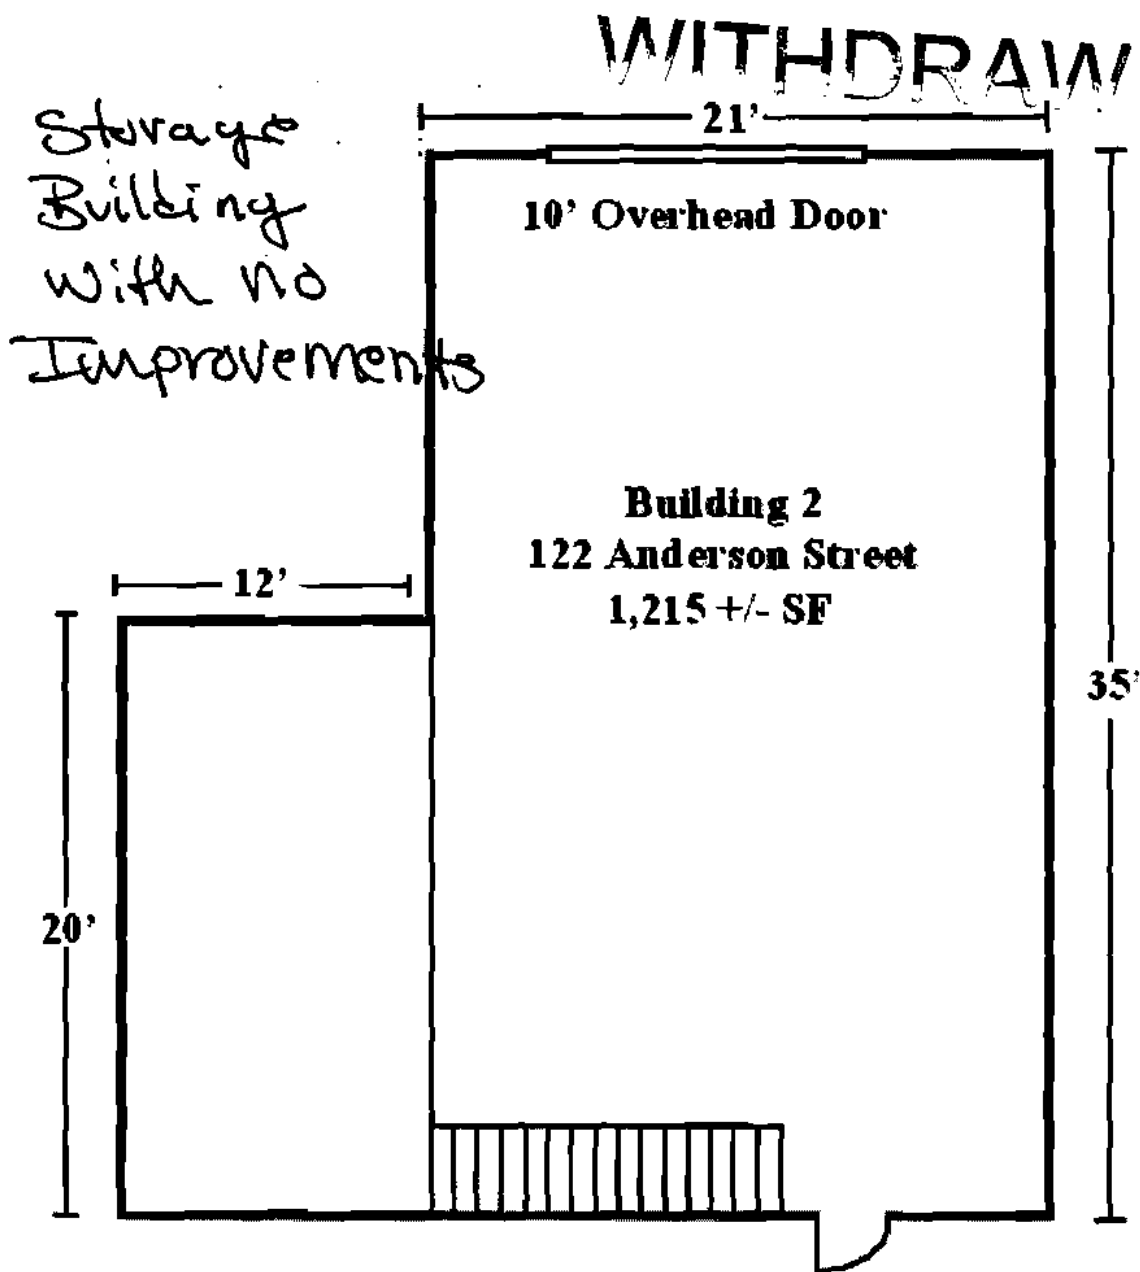 WITHDRAW
21'
Storage
Building
with no
Improvements
10' Overhead Door
Building 2
122 Anderson Street
1,215 +/- SF
12'
35'
20'